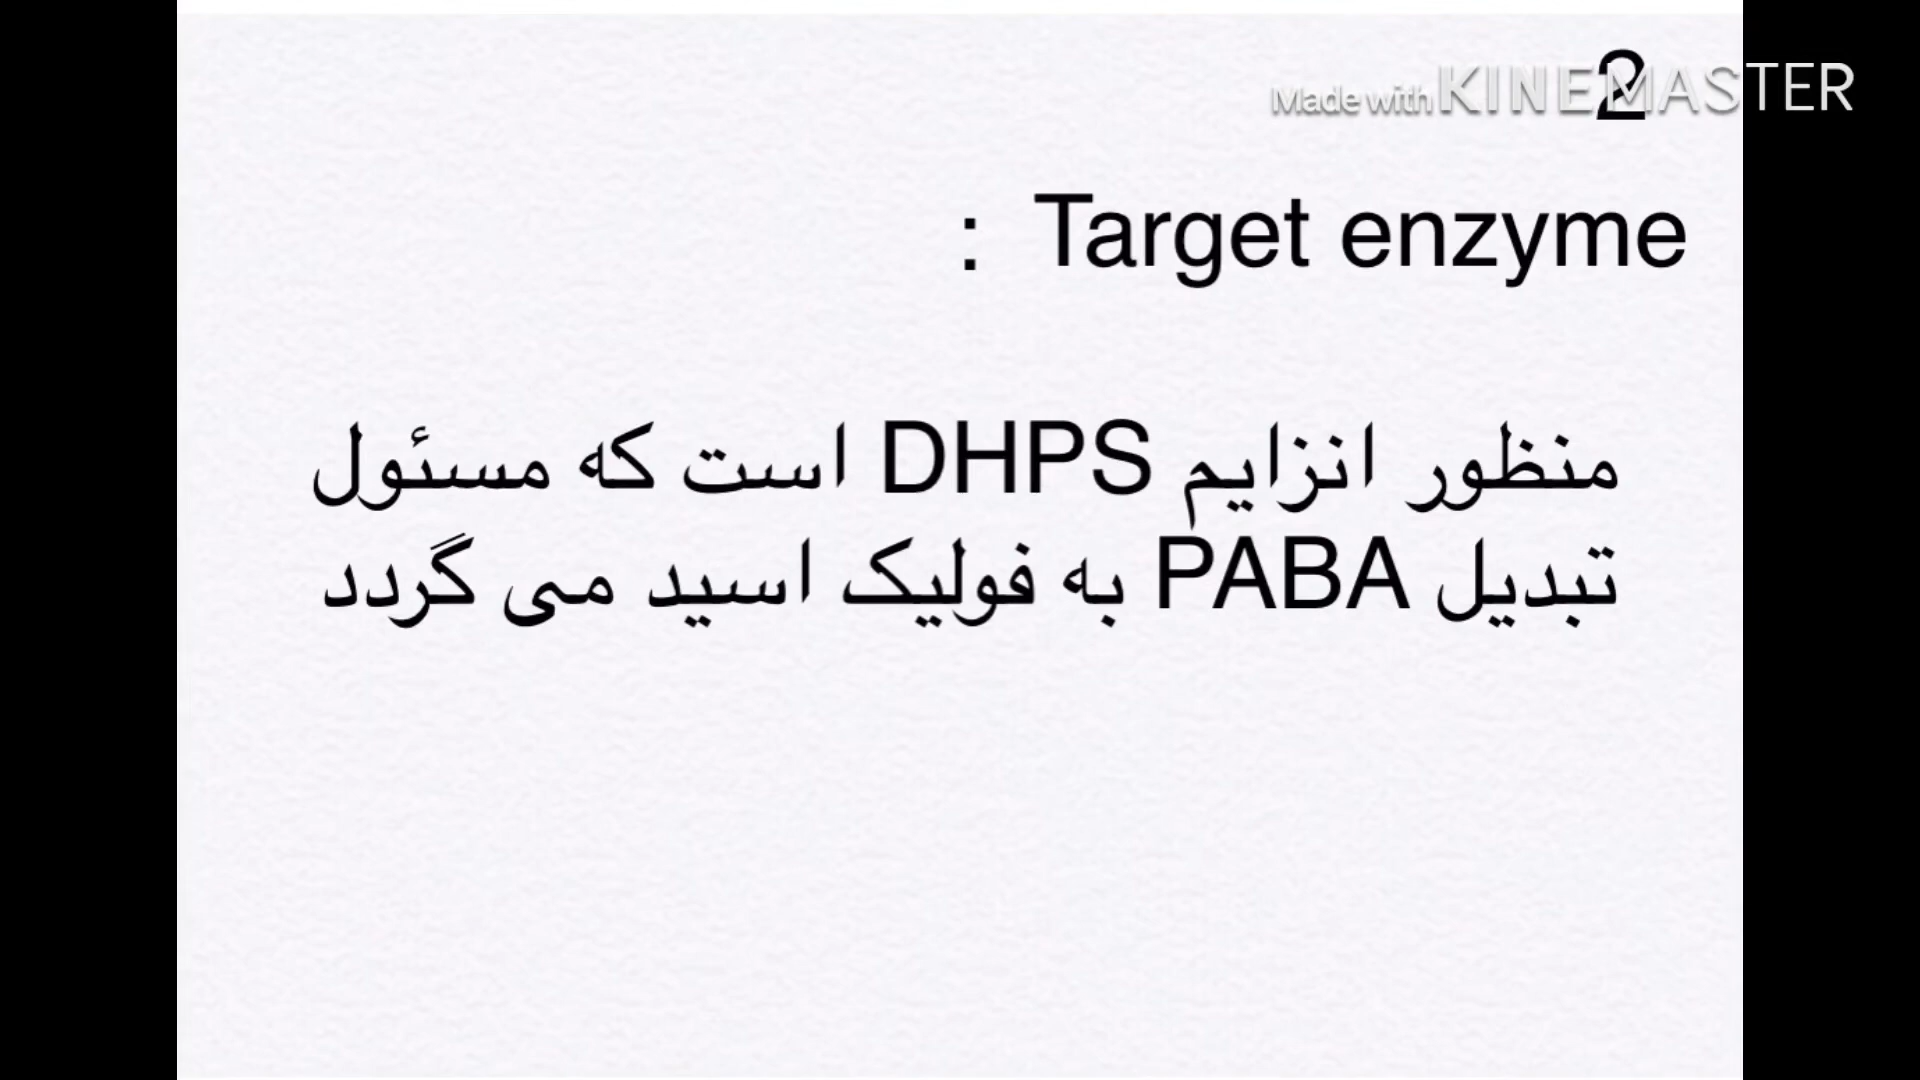 2
Made with KINEMASTER
Target enzyme :
منظور انزایم DHPS است که مسئول
تبدیل PABA به فولیک اسید می گردد